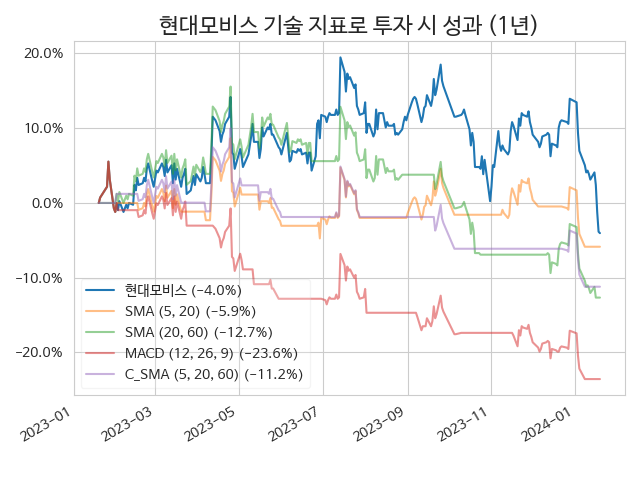 현대모비스 기술 지표로 투자 시 성과 (1년)
20.0%
10.0%
0.0%
−10.0%
−20.0%
현대모비스 (−4.0%)
SMA (5, 20) (−5.9%)
SMA (20, 60) (−12.7%)
MACD (12, 26, 9) (−23.6%)
C_SMA (5, 20, 60) (−11.2%)
2023−01
2023−03
2023−05
2023−07
2023−09
2023−11
2024−01